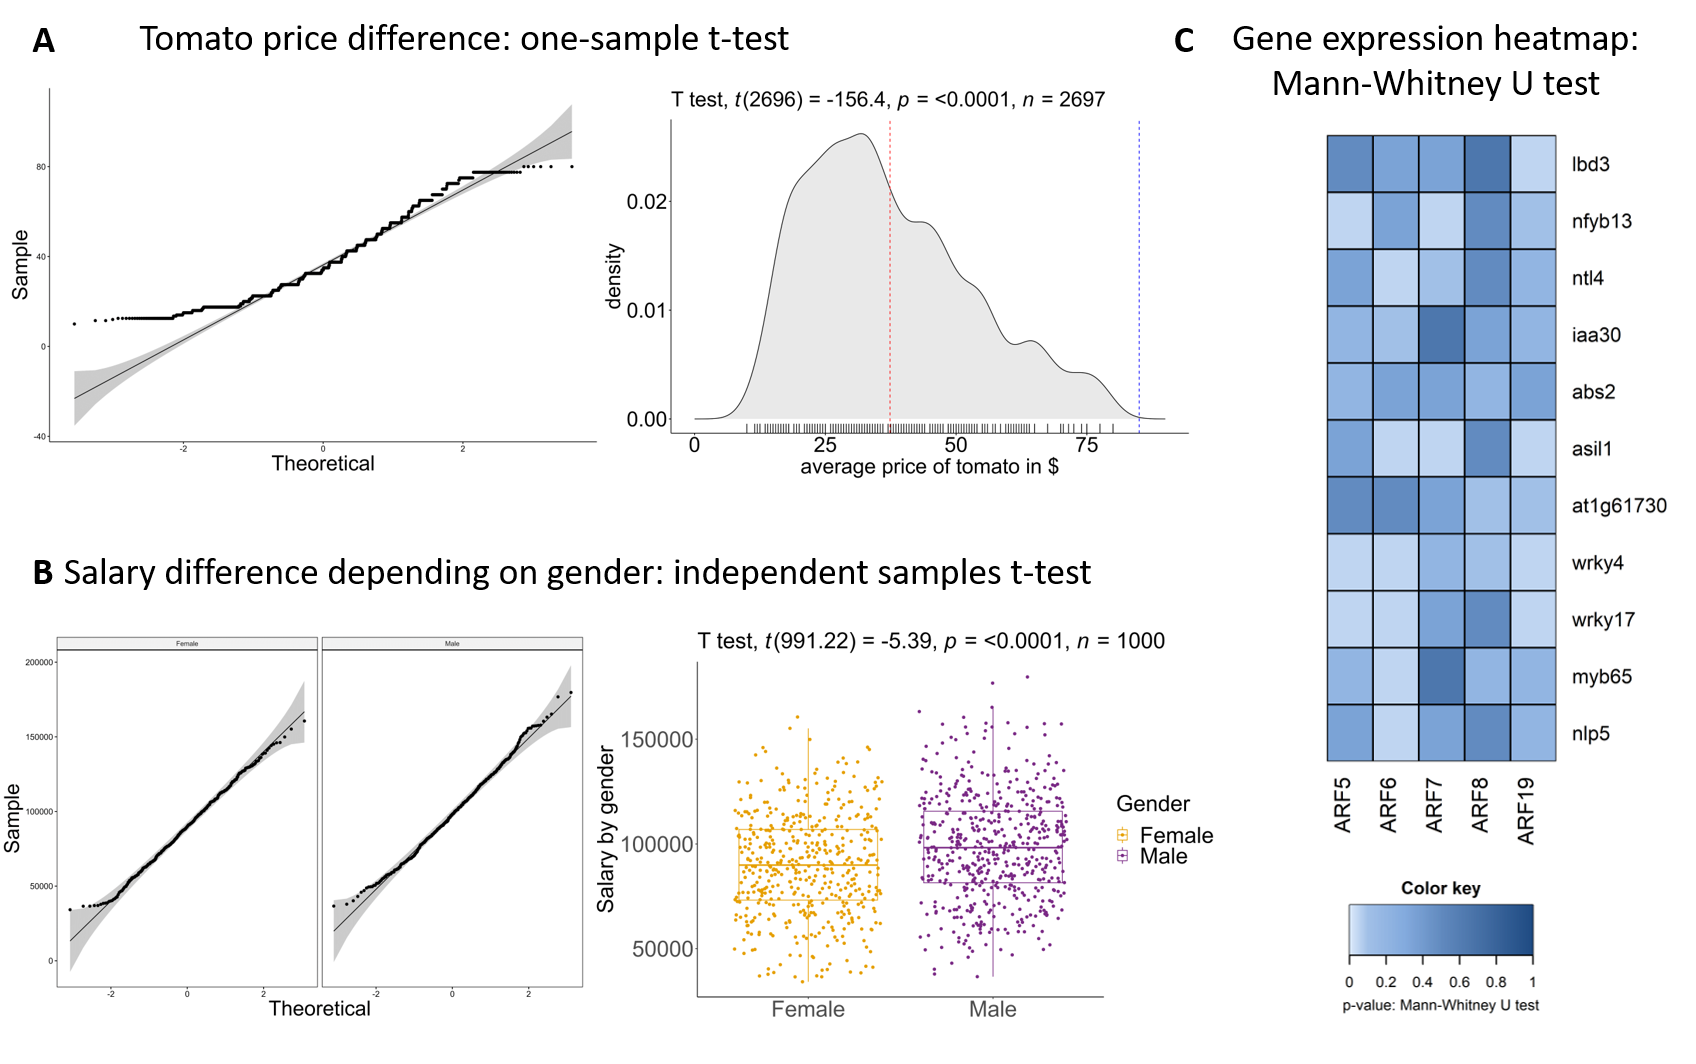 A Tomato price difference: one-sample t-test
80
40
0
-40
Sample
-2 0 2
Theoretical
T test, t(2696) = -156.4, p = <0.0001, n = 2697
0.02
0.01
0.00
density
0 25 50 75
average price of tomato in $
B Salary difference depending on gender: independent samples t-test
Female Male
200000
150000
100000
50000
0
Sample
-2 0 2 -2 0 2
Theoretical
T test, t(991.22) = -5.39, p = <0.0001, n = 1000
150000
100000
50000
Salary by gender
Female Male
Gender
Female
Male
C Gene expression heatmap:
Mann-Whitney U test
lbd3
nfyb13
ntl4
iaa30
abs2
asil1
at1g61730
wrky4
wrky17
myb65
nlp5
ARF5 ARF6 ARF7 ARF8 ARF19
Color key
0 0.2 0.4 0.6 0.8 1
p-value: Mann-Whitney U test